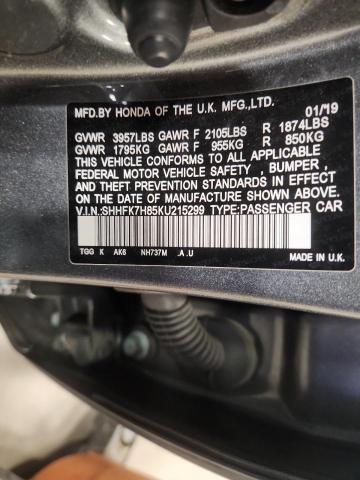 MFD.BY HONDA OF THE U.K. MFG.,LTD. 01/19
GVWR 3957LBS GAWR F 2105LBS R 1874LBS
GVWR 1795KG GAWR F 955KG R 850KG
THIS VEHICLE CONFORMS TO ALL APPLICABLE
FEDERAL MOTOR VEHICLE SAFETY , BUMPER ,
AND THEFT PREVENTION STANDARDS IN EFFECT
ON THE DATE OF MANUFACTURE SHOWN ABOVE.
V.I.N.:SHHFK7H85KU215299 TYPE:PASSENGER CAR
TGG K AK6 NH737M .A .U MADE IN U.K.